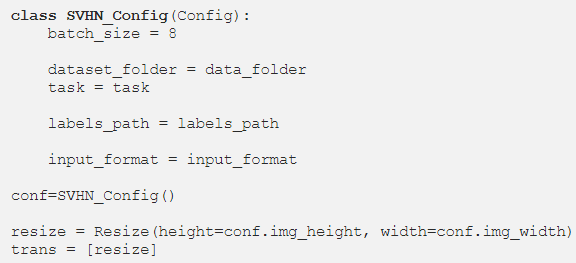 class SVHN_Config(Config):
    batch_size = 8

    dataset_folder = data_folder
    task = task

    labels_path = labels_path

    input_format = input_format

conf=SVHN_Config()

resize = Resize(height=conf.img_height, width=conf.img_width)
trans = [resize]